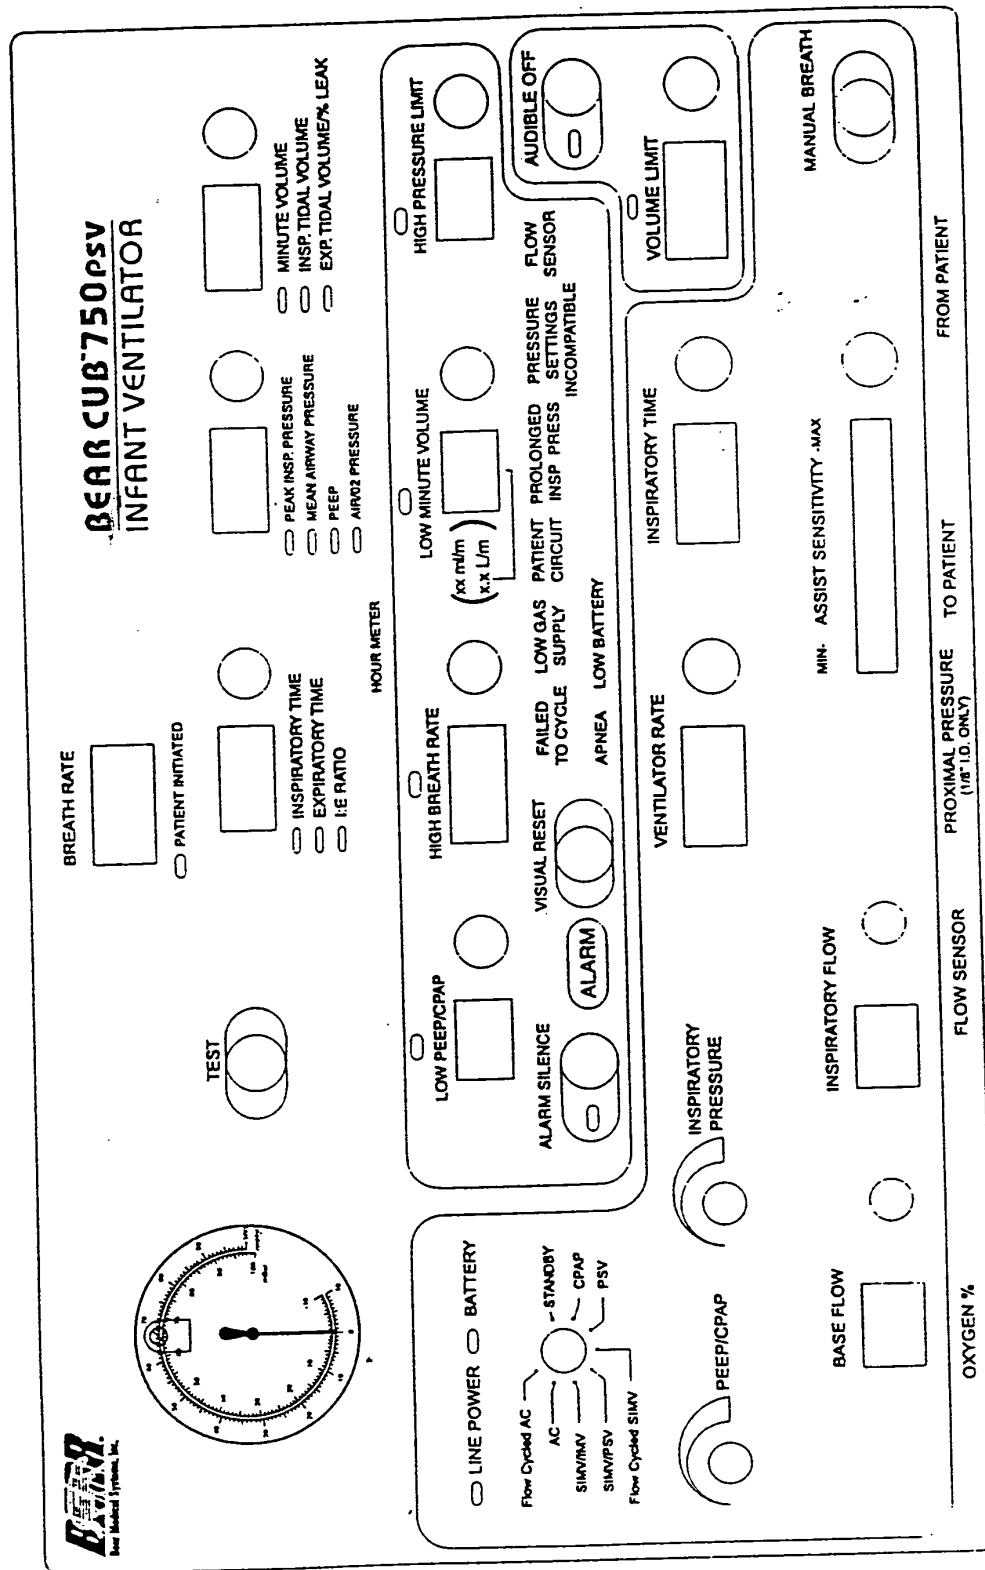 BEAR
Bear Medical Systems, Inc.
BEAR CUB 750PSV
INFANT VENTILATOR
BREATH RATE
PATIENT INITIATED
TEST
INSPIRATORY TIME
EXPIRATORY TIME
I:E RATIO
PEAK INSP. PRESSURE
MEAN AIRWAY PRESSURE
PEEP
AIR/02 PRESSURE
MINUTE VOLUME
INSP. TIDAL VOLUME
EXP. TIDAL VOLUME/% LEAK
HOUR METER
LOW PEEP/CPAP
HIGH BREATH RATE
LOW MINUTE VOLUME
(xx ml/m
x.x L/m)
HIGH PRESSURE LIMIT
ALARM SILENCE
ALARM
VISUAL RESET
FAILED TO CYCLE
LOW GAS SUPPLY
PATIENT CIRCUIT
PROLONGED INSP PRESS
PRESSURE SETTINGS INCOMPATIBLE
FLOW SENSOR
APNEA
LOW BATTERY
AUDIBLE OFF
VOLUME LIMIT
LINE POWER
BATTERY
Flow Cycled AC
AC
SIMV/IMV
SIMV/PSV
Flow Cycled SIMV
STANDBY
CPAP
PSV
PEEP/CPAP
INSPIRATORY PRESSURE
VENTILATOR RATE
INSPIRATORY TIME
BASE FLOW
INSPIRATORY FLOW
MIN- ASSIST SENSITIVITY -MAX
MANUAL BREATH
OXYGEN %
FLOW SENSOR
PROXIMAL PRESSURE
(1/8" I.D. ONLY)
TO PATIENT
FROM PATIENT